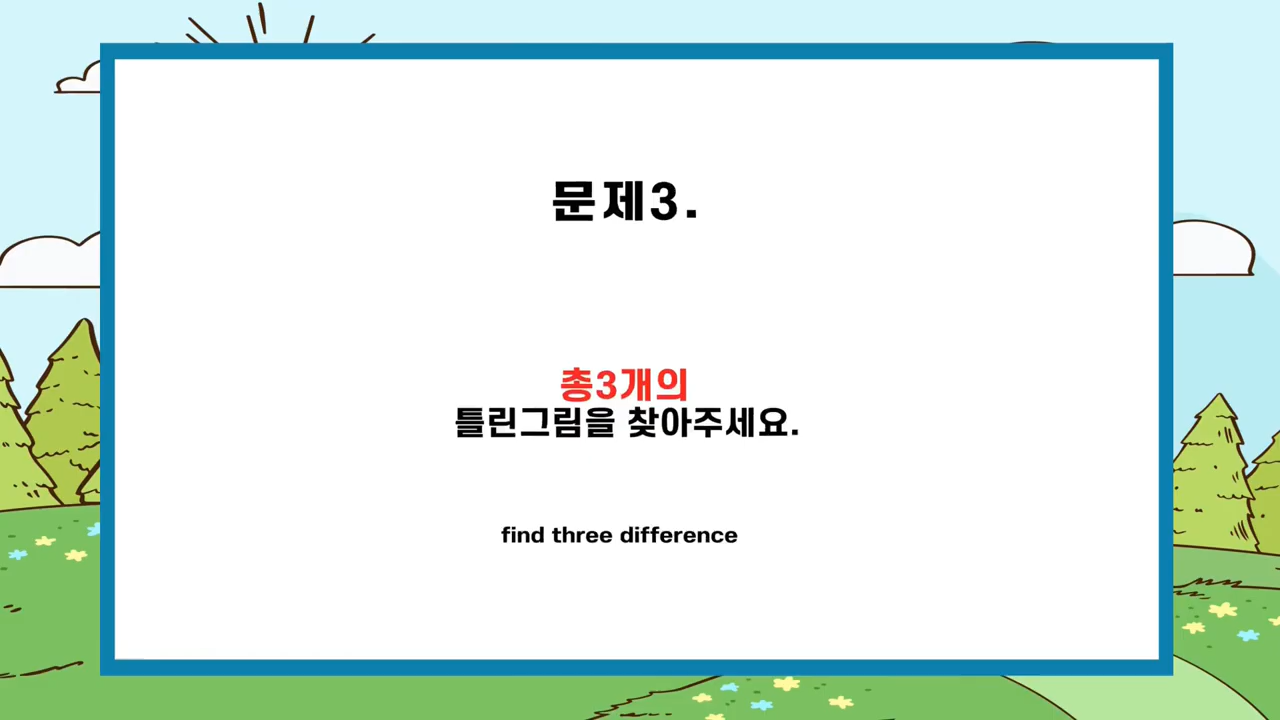 문제3.
총3개의
틀린그림을 찾아주세요.
find three difference